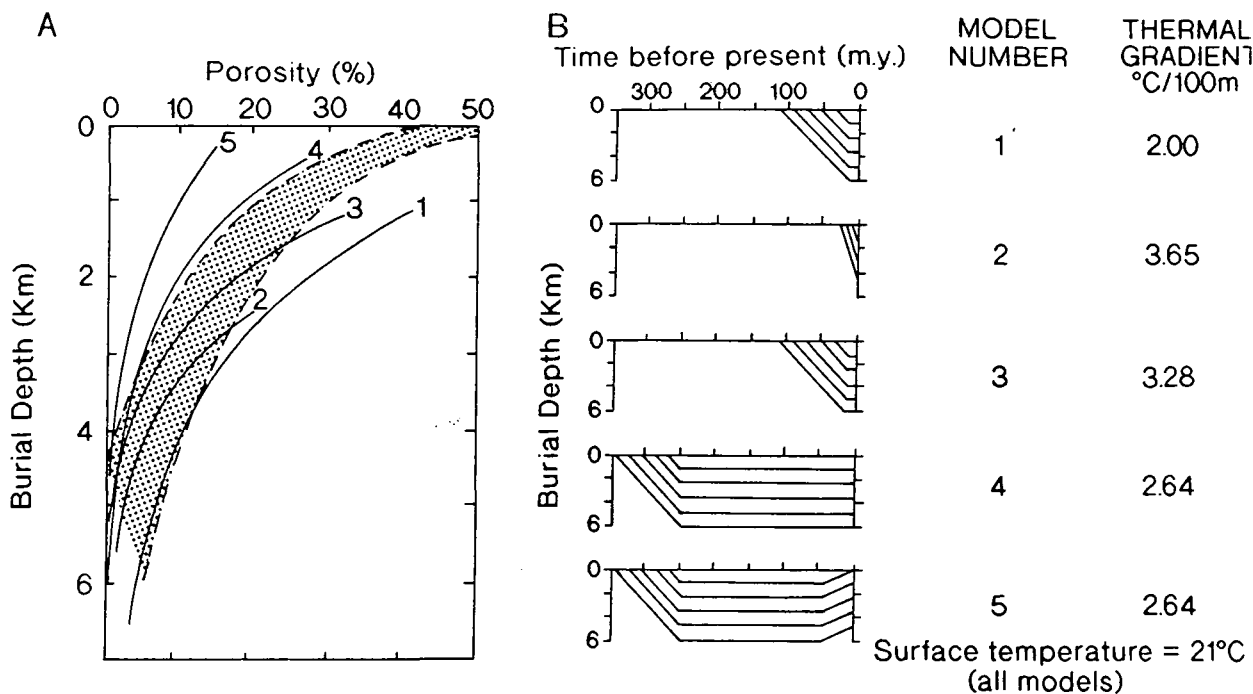 A
Porosity (%)
0 10 20 30 40 50
0
2
4
6
Burial Depth (Km)
5
4
3
1
2
B
Time before present (m.y.)
300 200 100 0
MODEL
NUMBER
THERMAL
GRADIENT
°C/100m
Burial Depth (Km)
0
6
1
2.00
0
6
2
3.65
0
6
3
3.28
0
6
4
2.64
0
6
5
2.64
Surface temperature = 21°C
(all models)